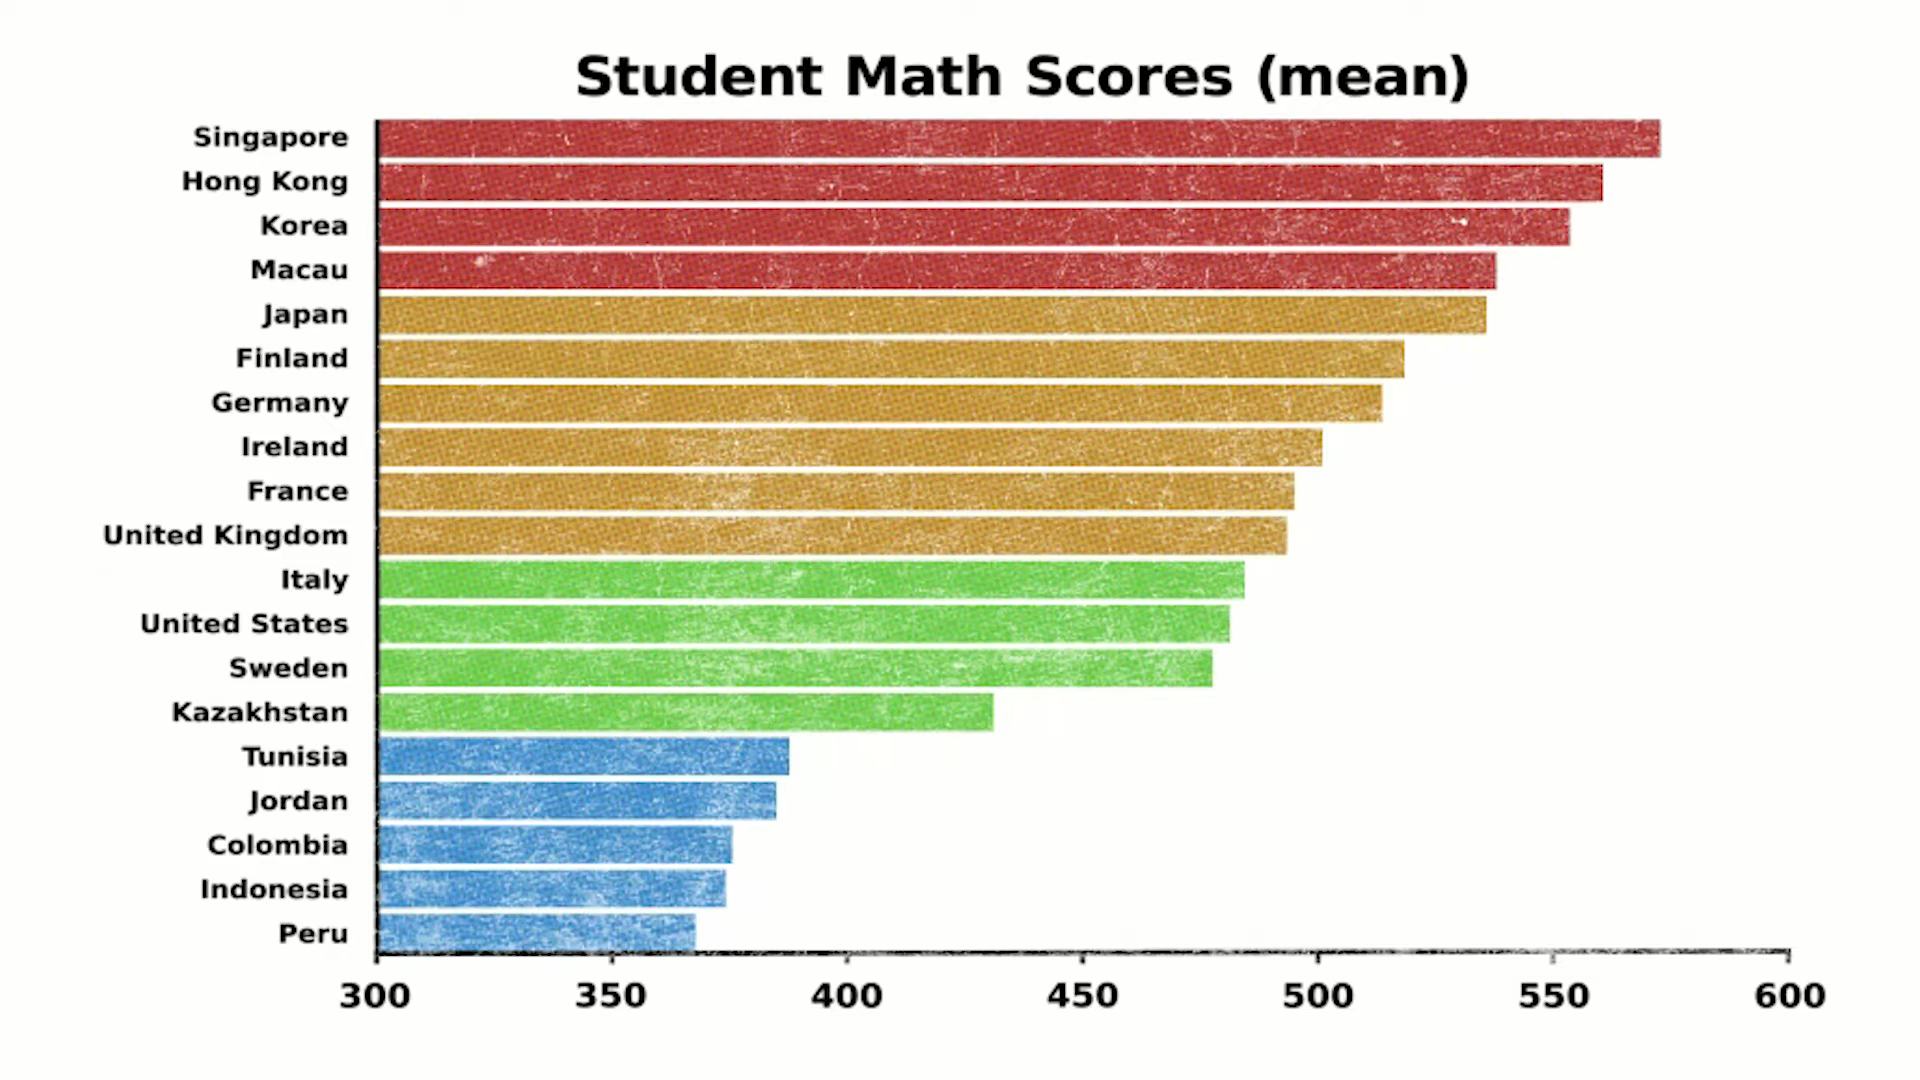 Student Math Scores (mean)
Singapore
Hong Kong
Korea
Macau
Japan
Finland
Germany
Ireland
France
United Kingdom
Italy
United States
Sweden
Kazakhstan
Tunisia
Jordan
Colombia
Indonesia
Peru
300 350 400 450 500 550 600